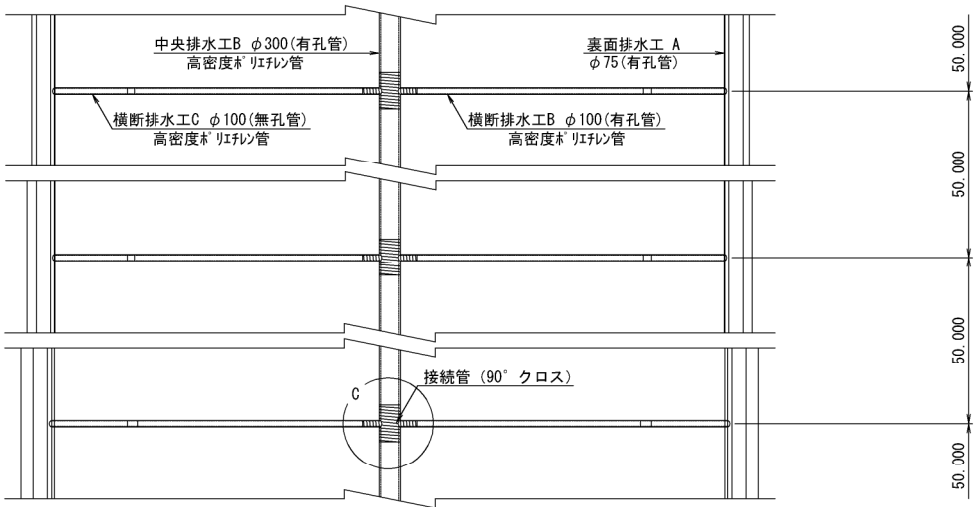 中央排水工B φ300(有孔管)
高密度ポリエチレン管
裏面排水工 A
φ75(有孔管)
横断排水工C φ100(無孔管)
高密度ポリエチレン管
横断排水工B φ100(有孔管)
高密度ポリエチレン管
接続管 (90°クロス)
C
50.000
50.000
50.000
50.000